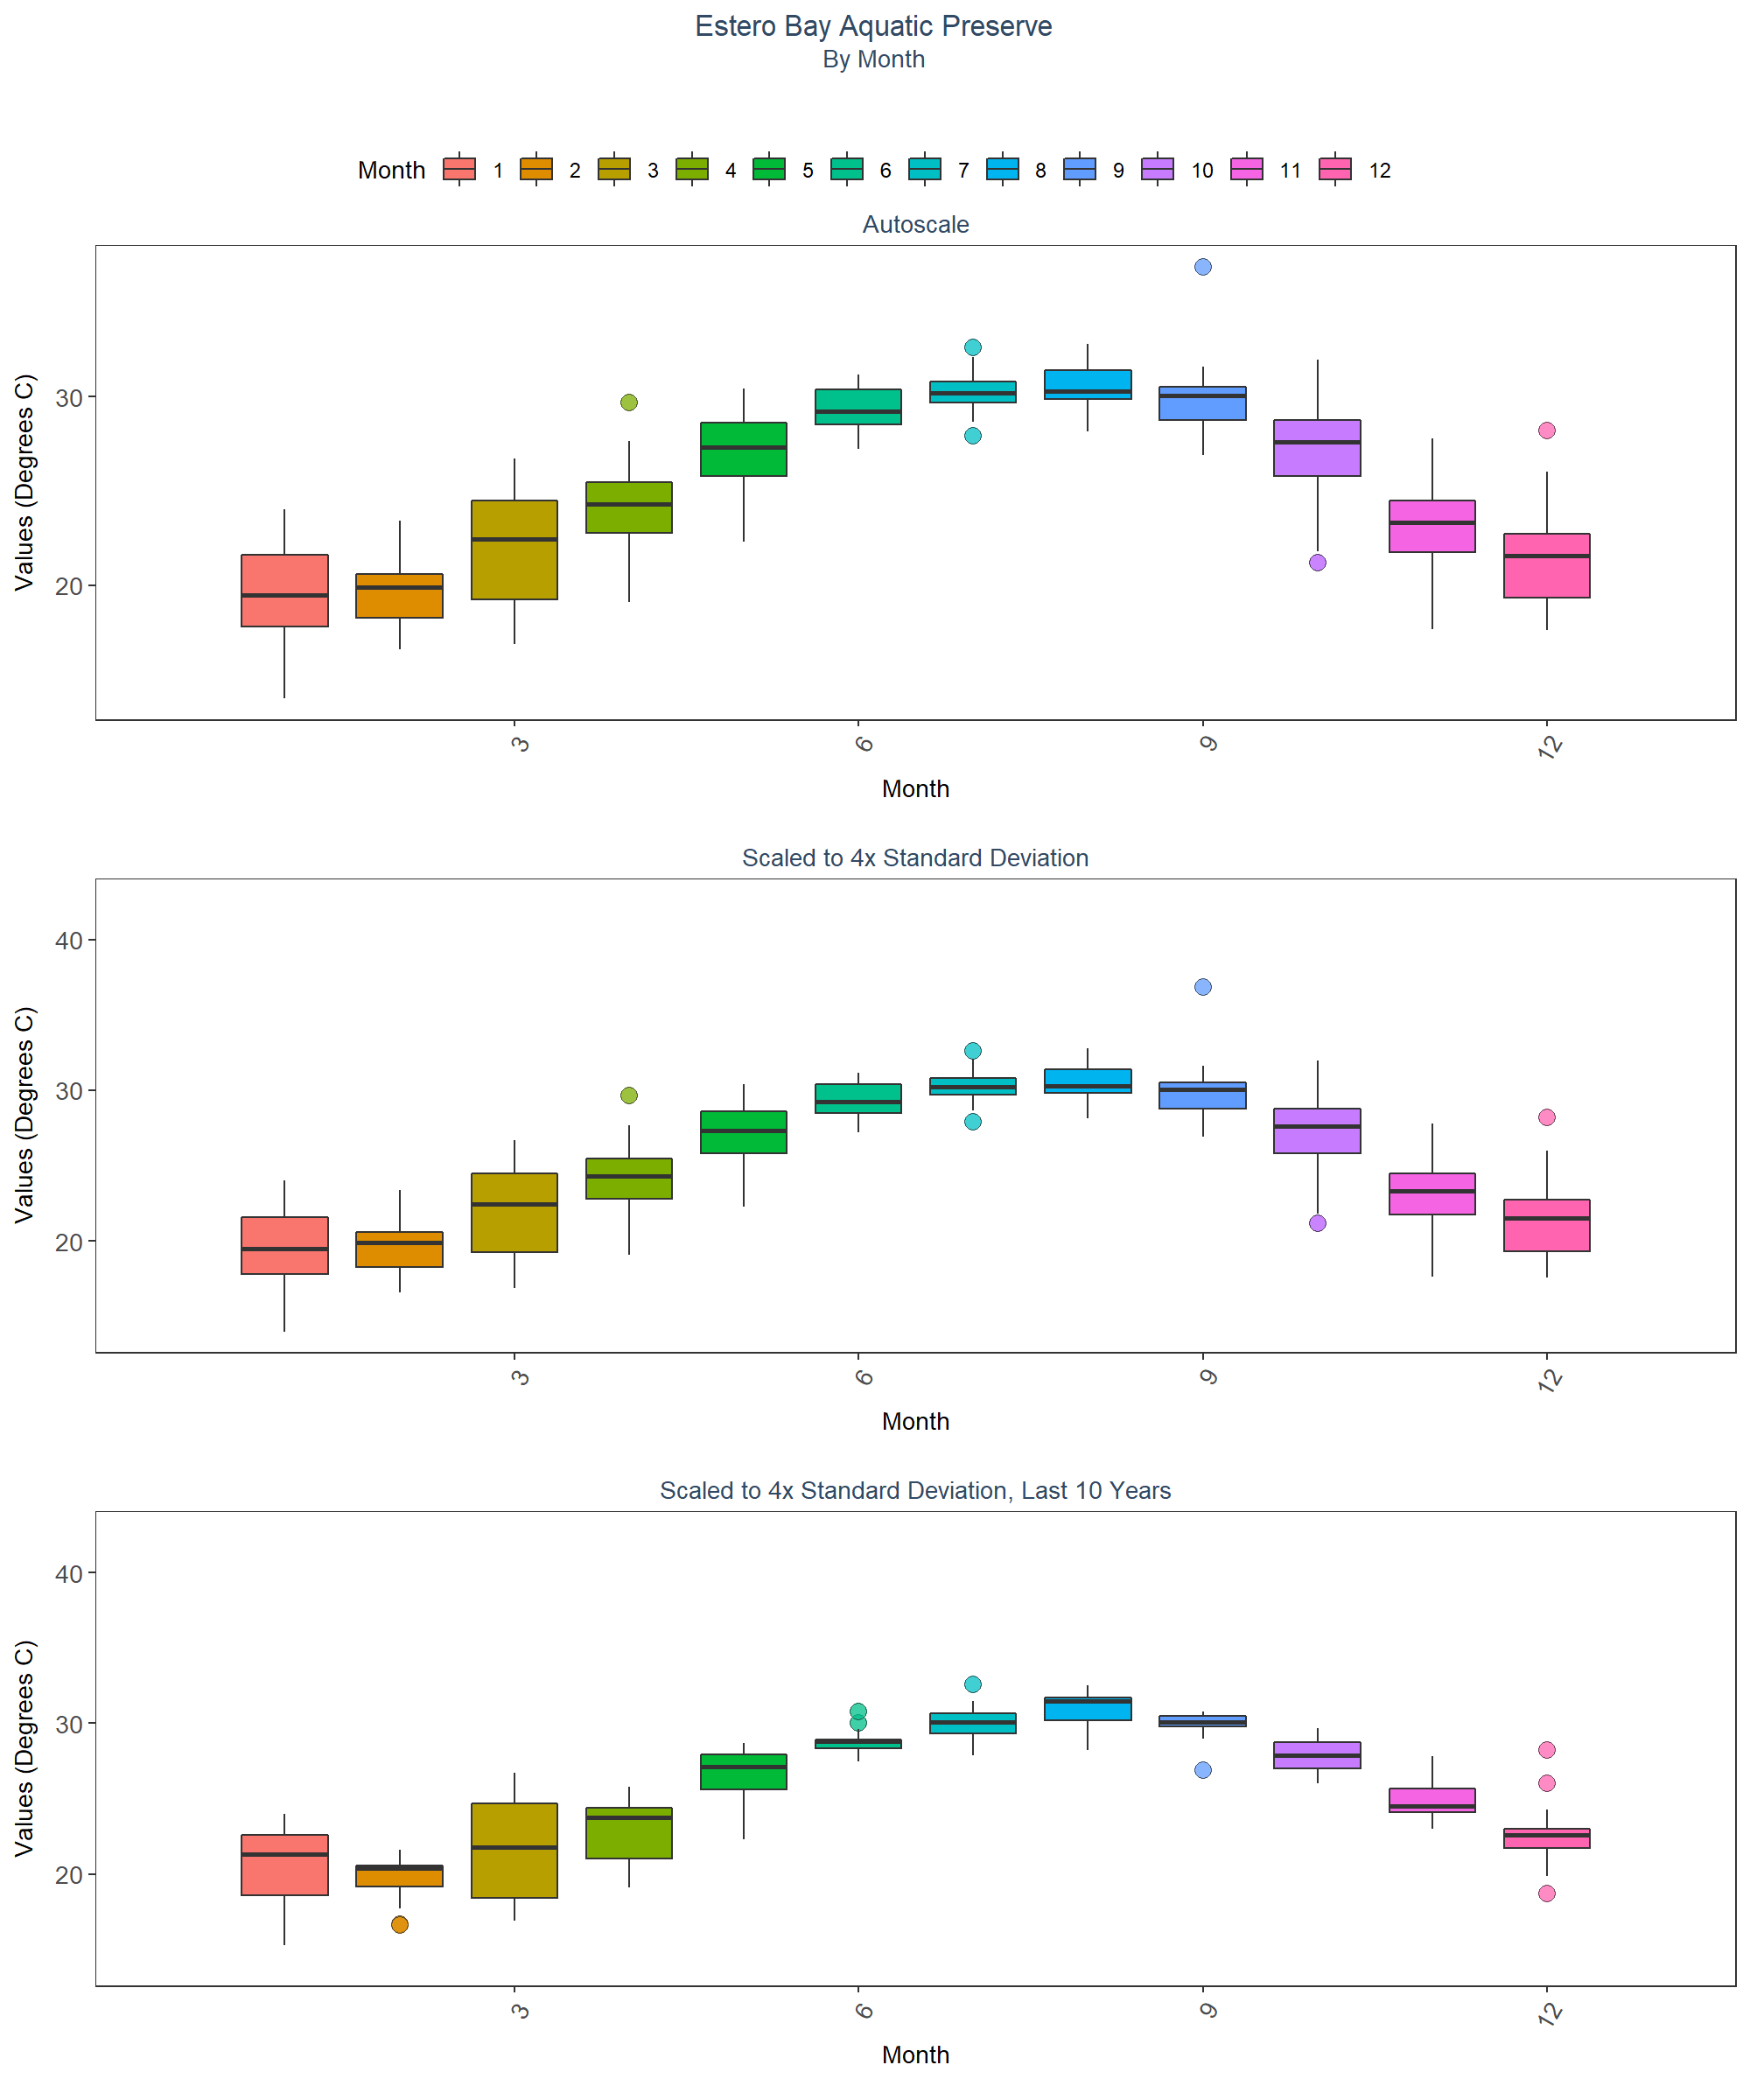 Estero Bay Aquatic Preserve
By Month
Month 1 2 3 4 5 6 7 8 9 10 11 12
Autoscale
Values (Degrees C)
30
20
3 6 9 12
Month
Scaled to 4x Standard Deviation
Values (Degrees C)
40
30
20
3 6 9 12
Month
Scaled to 4x Standard Deviation, Last 10 Years
Values (Degrees C)
40
30
20
3 6 9 12
Month